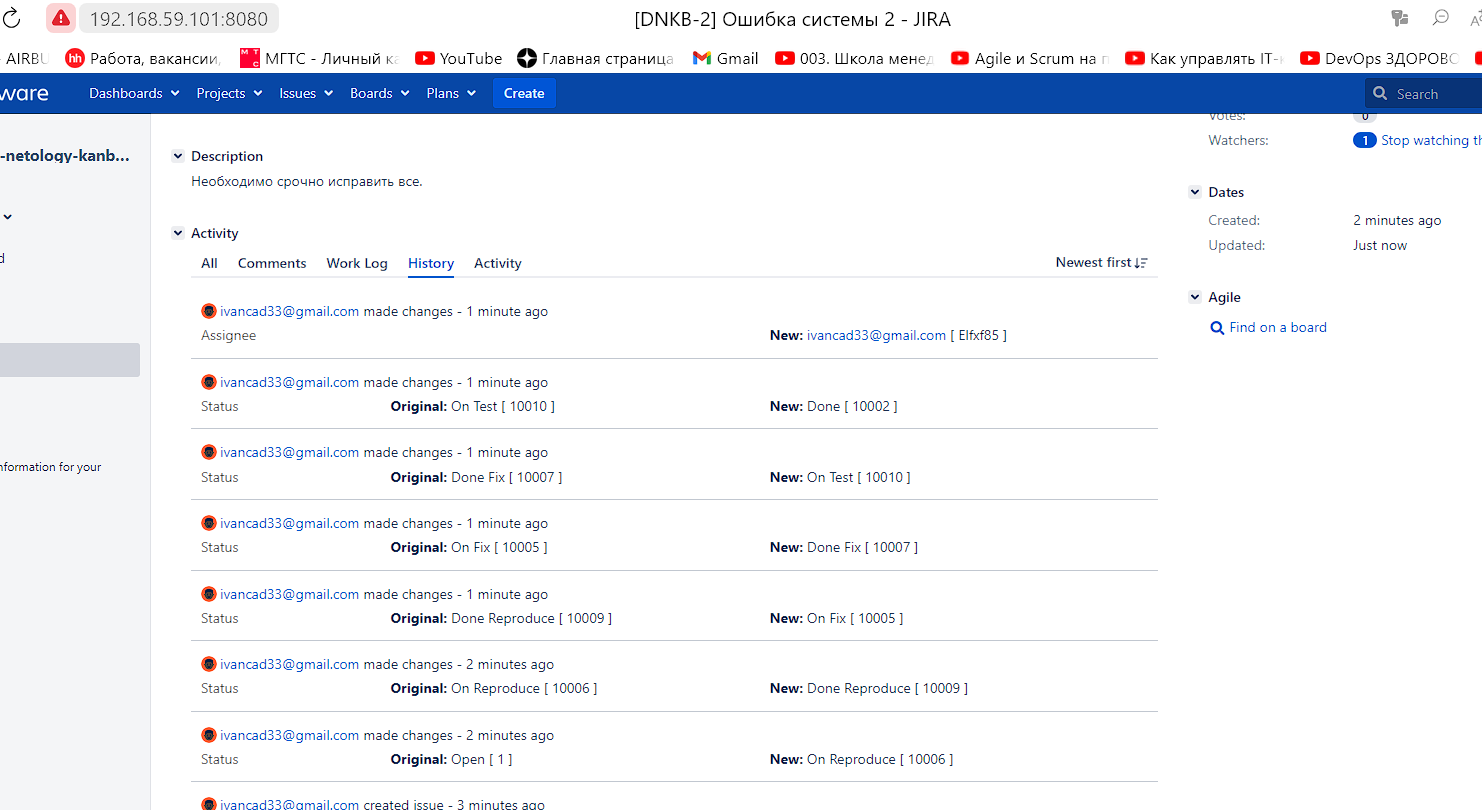 192.168.59.101:8080 [DNKB-2] Ошибка системы 2 - JIRA
AIRBU Работа, вакансии, МГТС - Личный ка YouTube Главная страница Gmail 003. Школа менед Agile и Scrum на п Как управлять IT- DevOps ЗДОРОВО
ware Dashboards Projects Issues Boards Plans Create Search
Votes: 0
-netology-kanb...
Watchers: 1 Stop watching th
Description
Необходимо срочно исправить все.
Dates
Created: 2 minutes ago
Updated: Just now
Activity
All Comments Work Log History Activity Newest first
Agile
Find on a board
ivancad33@gmail.com made changes - 1 minute ago
Assignee New: ivancad33@gmail.com [ Elfxf85 ]
ivancad33@gmail.com made changes - 1 minute ago
Status Original: On Test [ 10010 ] New: Done [ 10002 ]
ivancad33@gmail.com made changes - 1 minute ago
Status Original: Done Fix [ 10007 ] New: On Test [ 10010 ]
nformation for your
ivancad33@gmail.com made changes - 1 minute ago
Status Original: On Fix [ 10005 ] New: Done Fix [ 10007 ]
ivancad33@gmail.com made changes - 1 minute ago
Status Original: Done Reproduce [ 10009 ] New: On Fix [ 10005 ]
ivancad33@gmail.com made changes - 2 minutes ago
Status Original: On Reproduce [ 10006 ] New: Done Reproduce [ 10009 ]
ivancad33@gmail.com made changes - 2 minutes ago
Status Original: Open [ 1 ] New: On Reproduce [ 10006 ]
ivancad33@gmail.com created issue - 3 minutes ago